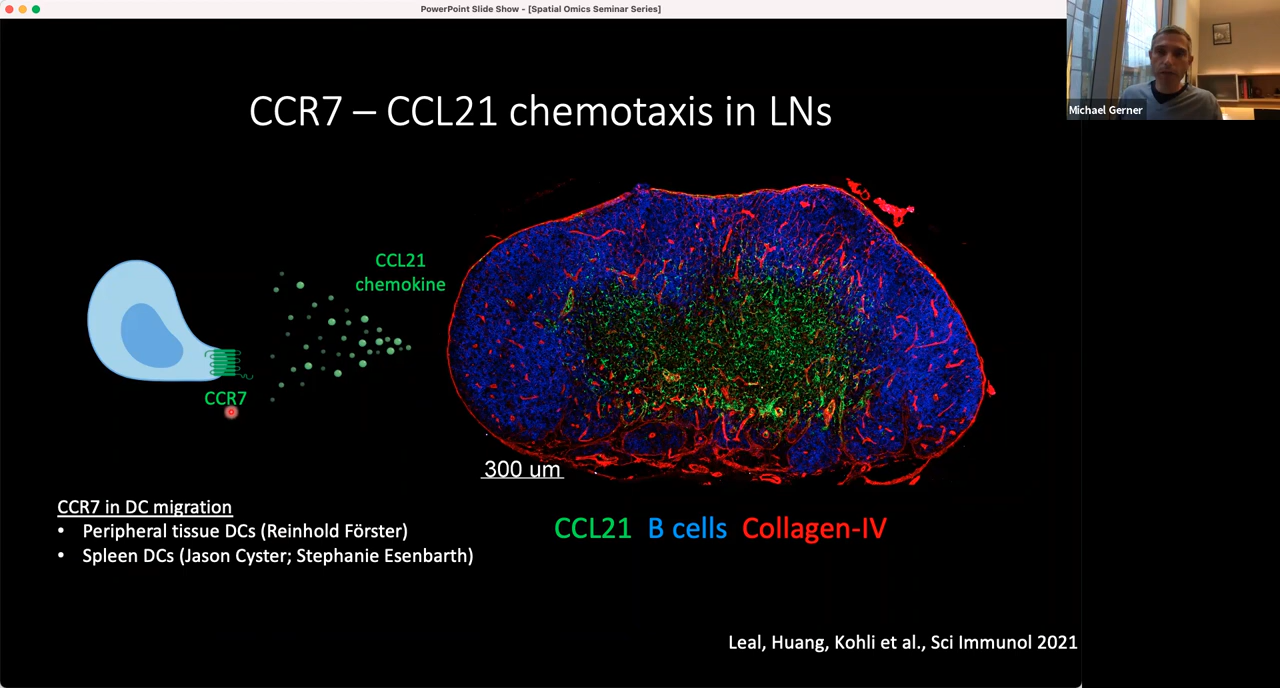 PowerPoint Slide Show - [Spatial Omics Seminar Series]
Michael Gerner
CCR7 – CCL21 chemotaxis in LNs
CCL21
chemokine
CCR7
300 um
CCR7 in DC migration
• Peripheral tissue DCs (Reinhold Förster)
• Spleen DCs (Jason Cyster; Stephanie Esenbarth)
CCL21 B cells Collagen-IV
Leal, Huang, Kohli et al., Sci Immunol 2021